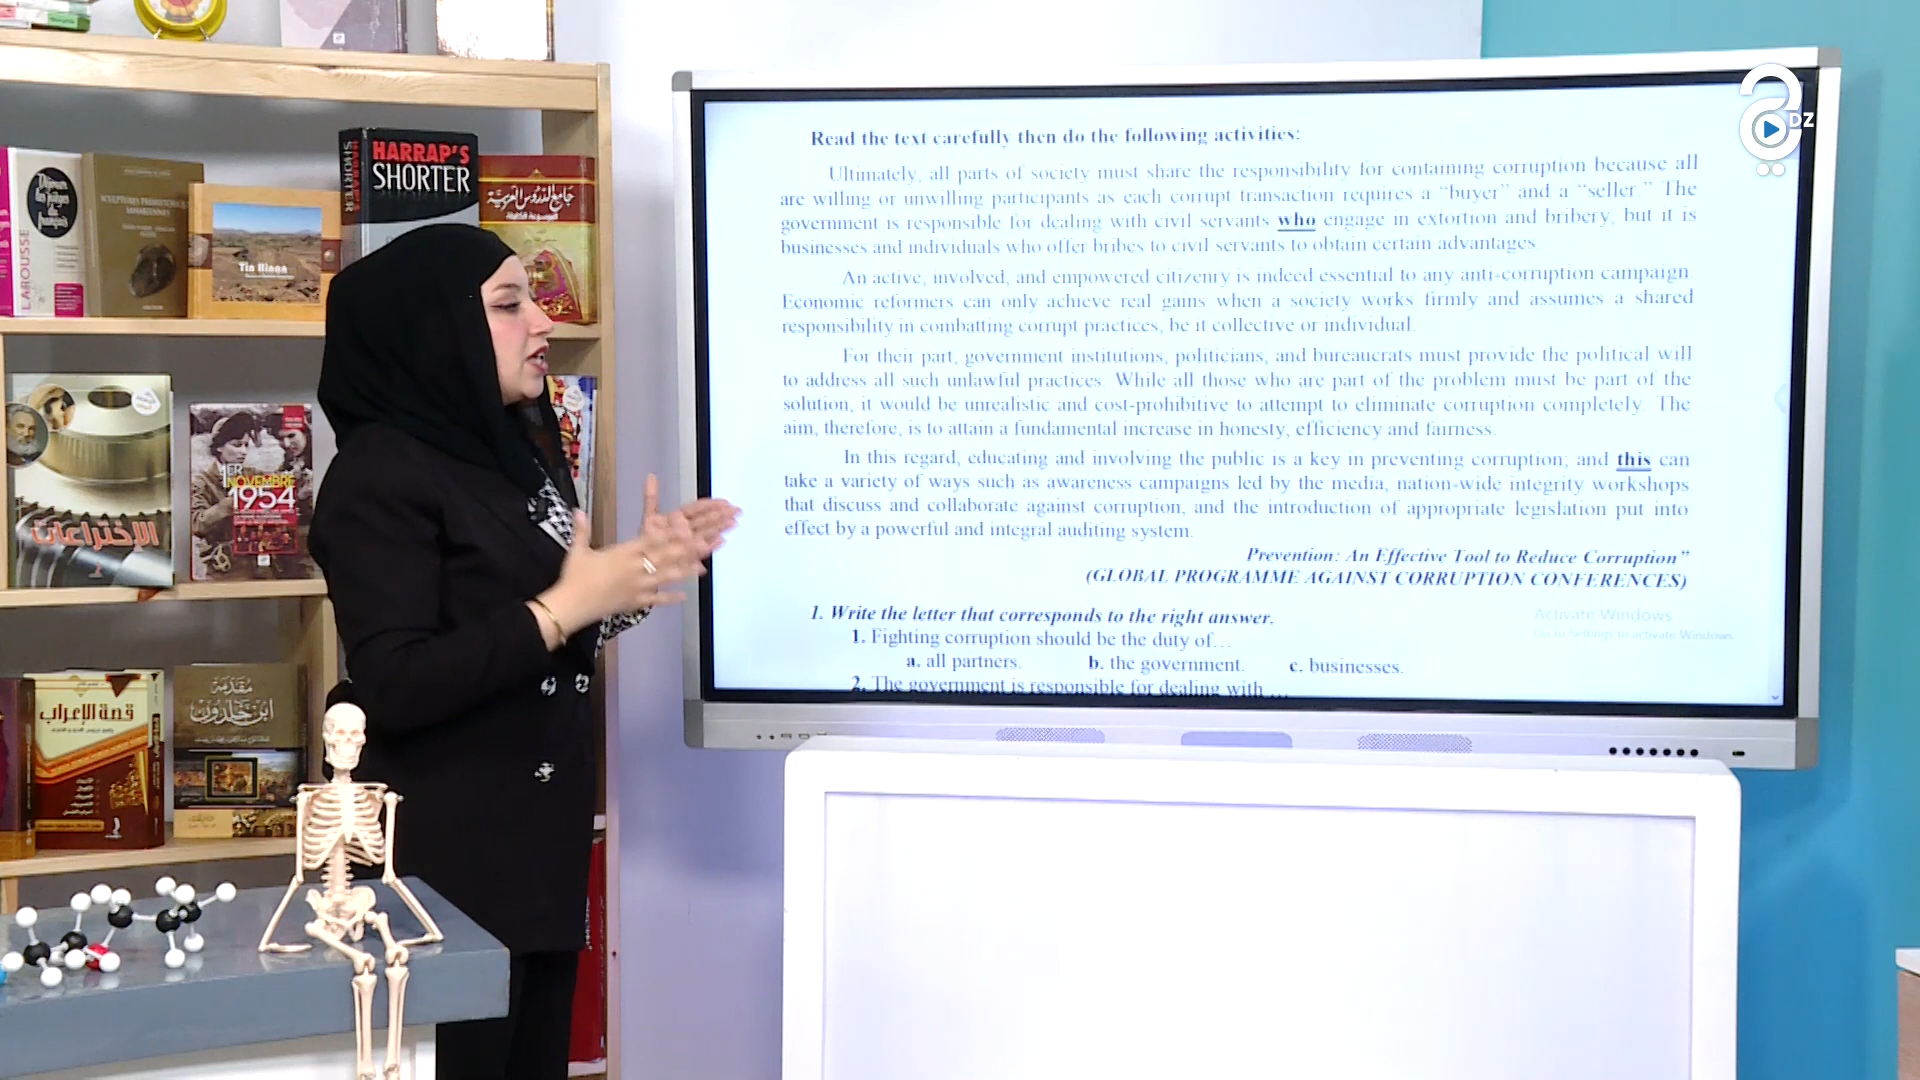 DZ
Read the text carefully then do the following activities:
Ultimately, all parts of society must share the responsibility for containing corruption because all
are willing or unwilling participants as each corrupt transaction requires a “buyer” and a “seller.” The
government is responsible for dealing with civil servants who engage in extortion and bribery, but it is
businesses and individuals who offer bribes to civil servants to obtain certain advantages.
An active, involved, and empowered citizenry is indeed essential to any anti-corruption campaign.
Economic reformers can only achieve real gains when a society works firmly and assumes a shared
responsibility in combatting corrupt practices, be it collective or individual.
For their part, government institutions, politicians, and bureaucrats must provide the political will
to address all such unlawful practices. While all those who are part of the problem must be part of the
solution, it would be unrealistic and cost-prohibitive to attempt to eliminate corruption completely. The
aim, therefore, is to attain a fundamental increase in honesty, efficiency and fairness.
In this regard, educating and involving the public is a key in preventing corruption; and this can
take a variety of ways such as awareness campaigns led by the media, nation-wide integrity workshops
that discuss and collaborate against corruption, and the introduction of appropriate legislation put into
effect by a powerful and integral auditing system.
Prevention: An Effective Tool to Reduce Corruption”
(GLOBAL PROGRAMME AGAINST CORRUPTION CONFERENCES)
1. Write the letter that corresponds to the right answer.
1. Fighting corruption should be the duty of…
a. all partners. b. the government. c. businesses.
2. The government is responsible for dealing with …
Activate Windows
Go to Settings to activate Windows.
HARRAP'S
SHORTER
HARRAP'S
SHORTER
جامع الدروس العربية
LAROUSSE
Tin Hinan
1ER
NOVEMBRE
1954
الإختراعات
قصة الإعراب
مقدمة
ابن خلدون